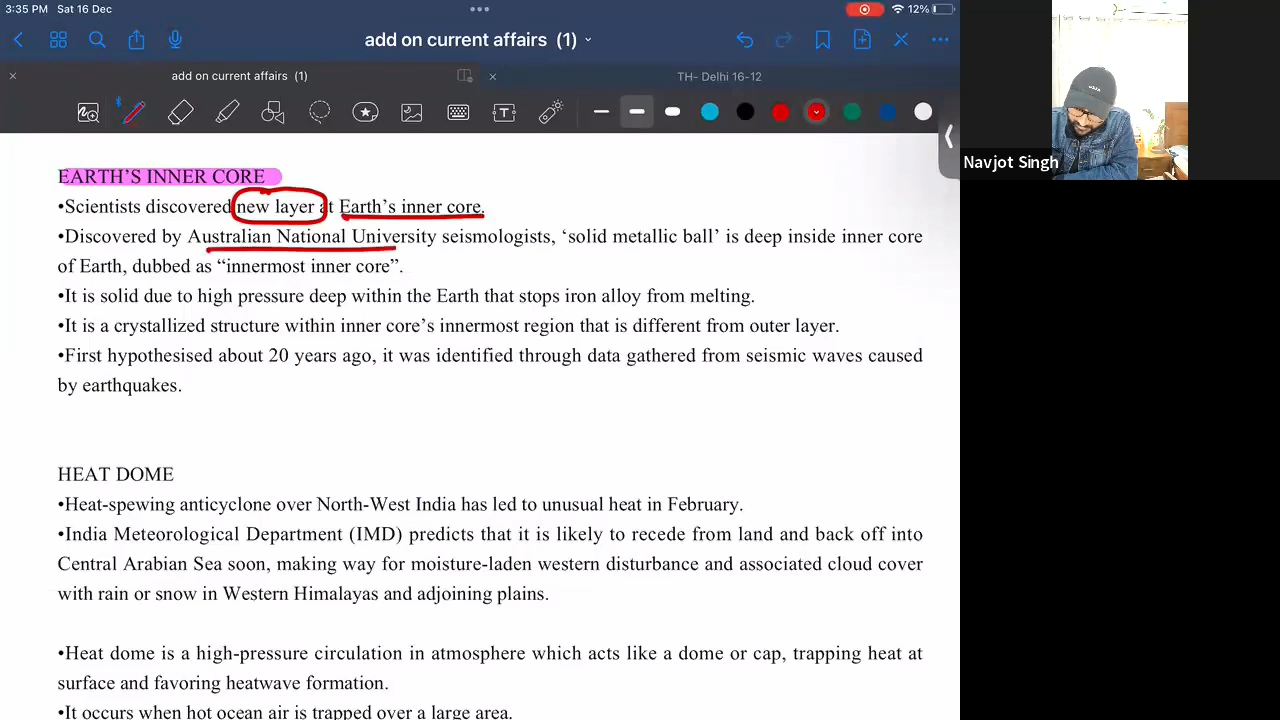 3:35 PM Sat 16 Dec
12%
add on current affairs (1)
add on current affairs (1)
TH- Delhi 16-12
Navjot Singh
EARTH’S INNER CORE
•Scientists discovered new layer at Earth’s inner core.
•Discovered by Australian National University seismologists, ‘solid metallic ball’ is deep inside inner core
of Earth, dubbed as “innermost inner core”.
•It is solid due to high pressure deep within the Earth that stops iron alloy from melting.
•It is a crystallized structure within inner core’s innermost region that is different from outer layer.
•First hypothesised about 20 years ago, it was identified through data gathered from seismic waves caused
by earthquakes.
HEAT DOME
•Heat-spewing anticyclone over North-West India has led to unusual heat in February.
•India Meteorological Department (IMD) predicts that it is likely to recede from land and back off into
Central Arabian Sea soon, making way for moisture-laden western disturbance and associated cloud cover
with rain or snow in Western Himalayas and adjoining plains.
•Heat dome is a high-pressure circulation in atmosphere which acts like a dome or cap, trapping heat at
surface and favoring heatwave formation.
•It occurs when hot ocean air is trapped over a large area.